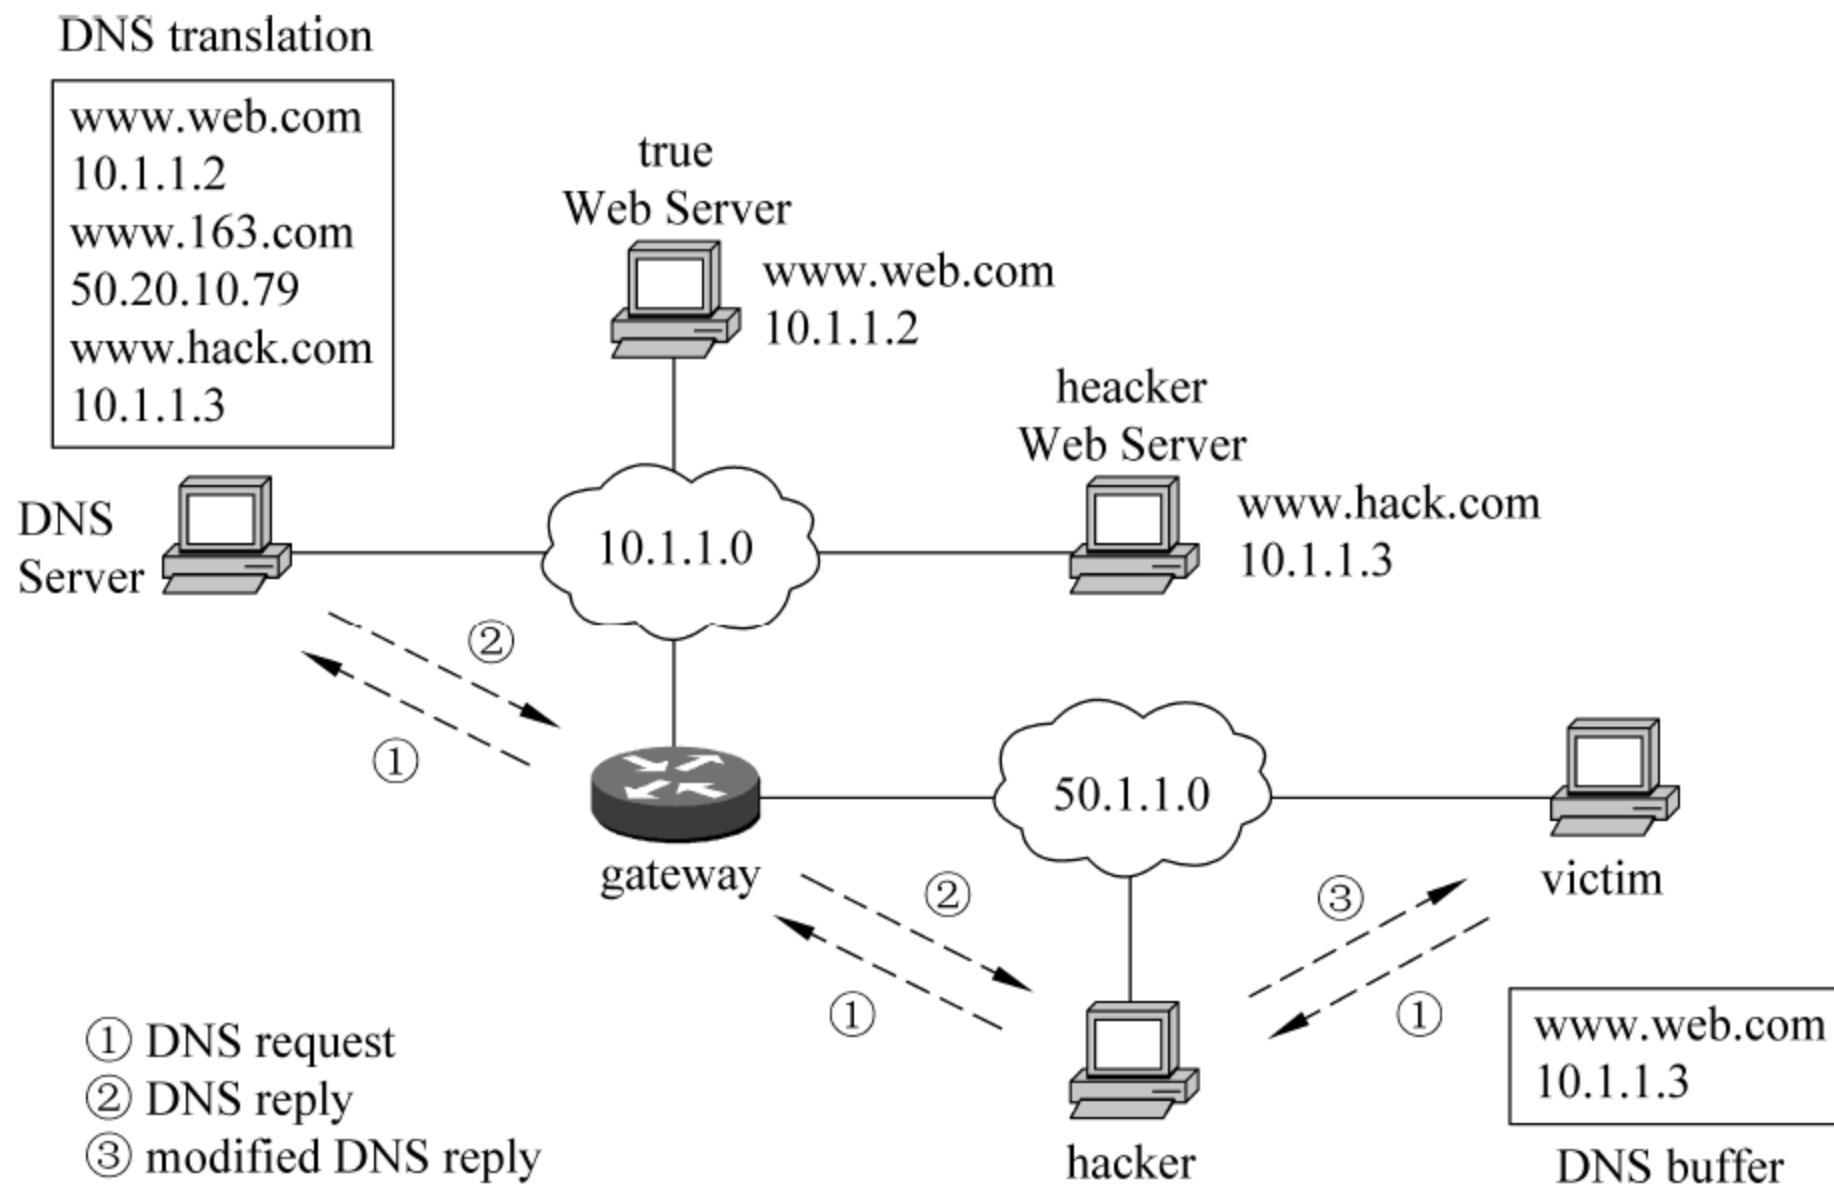 DNS translation
www.web.com
10.1.1.2
www.163.com
50.20.10.79
www.hack.com
10.1.1.3
true
Web Server
www.web.com
10.1.1.2
heacker
Web Server
www.hack.com
10.1.1.3
DNS
Server
10.1.1.0
②
①
gateway
50.1.1.0
victim
②
①
③
①
hacker
www.web.com
10.1.1.3
DNS buffer
① DNS request
② DNS reply
③ modified DNS reply